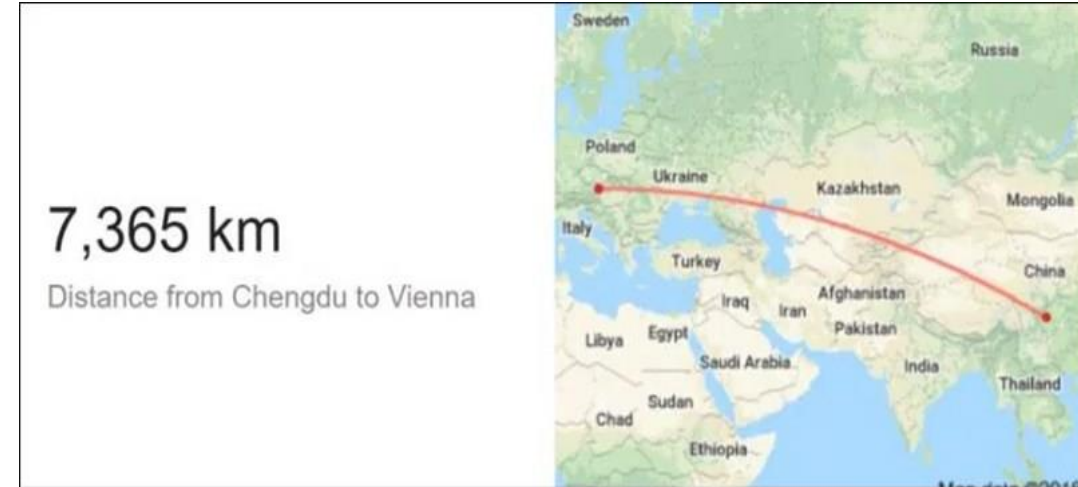 7,365 km
Distance from Chengdu to Vienna
Sweden
Russia
Poland
Ukraine
Kazakhstan
Mongolia
Italy
Turkey
China
Iraq
Iran
Afghanistan
Libya
Egypt
Pakistan
Saudi Arabia
India
Thailand
Sudan
Chad
Ethiopia